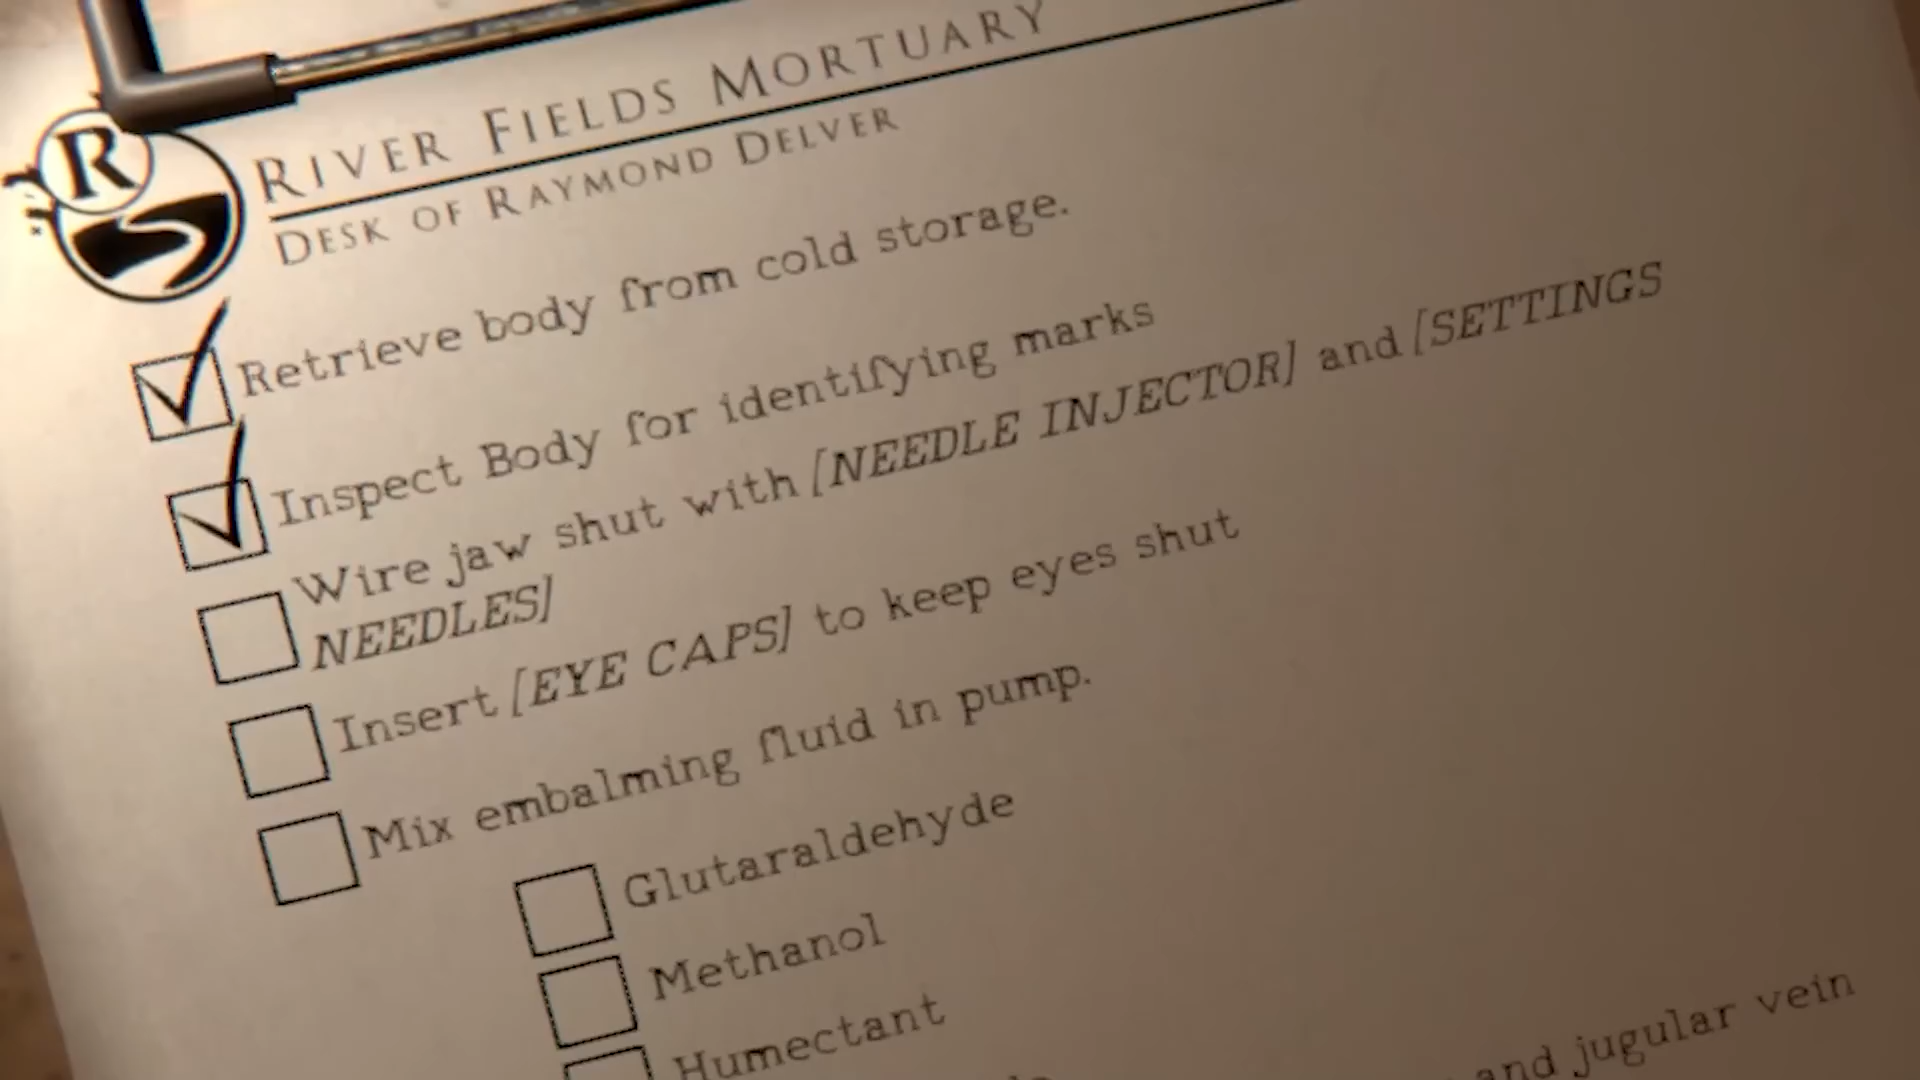 R
RIVER FIELDS MORTUARY
DESK OF RAYMOND DELVER
Retrieve body from cold storage.
Inspect Body for identifying marks
Wire jaw shut with [NEEDLE INJECTOR] and [SETTINGS
NEEDLES]
Insert [EYE CAPS] to keep eyes shut
Mix embalming fluid in pump.
Glutaraldehyde
Methanol
Humectant
and jugular vein